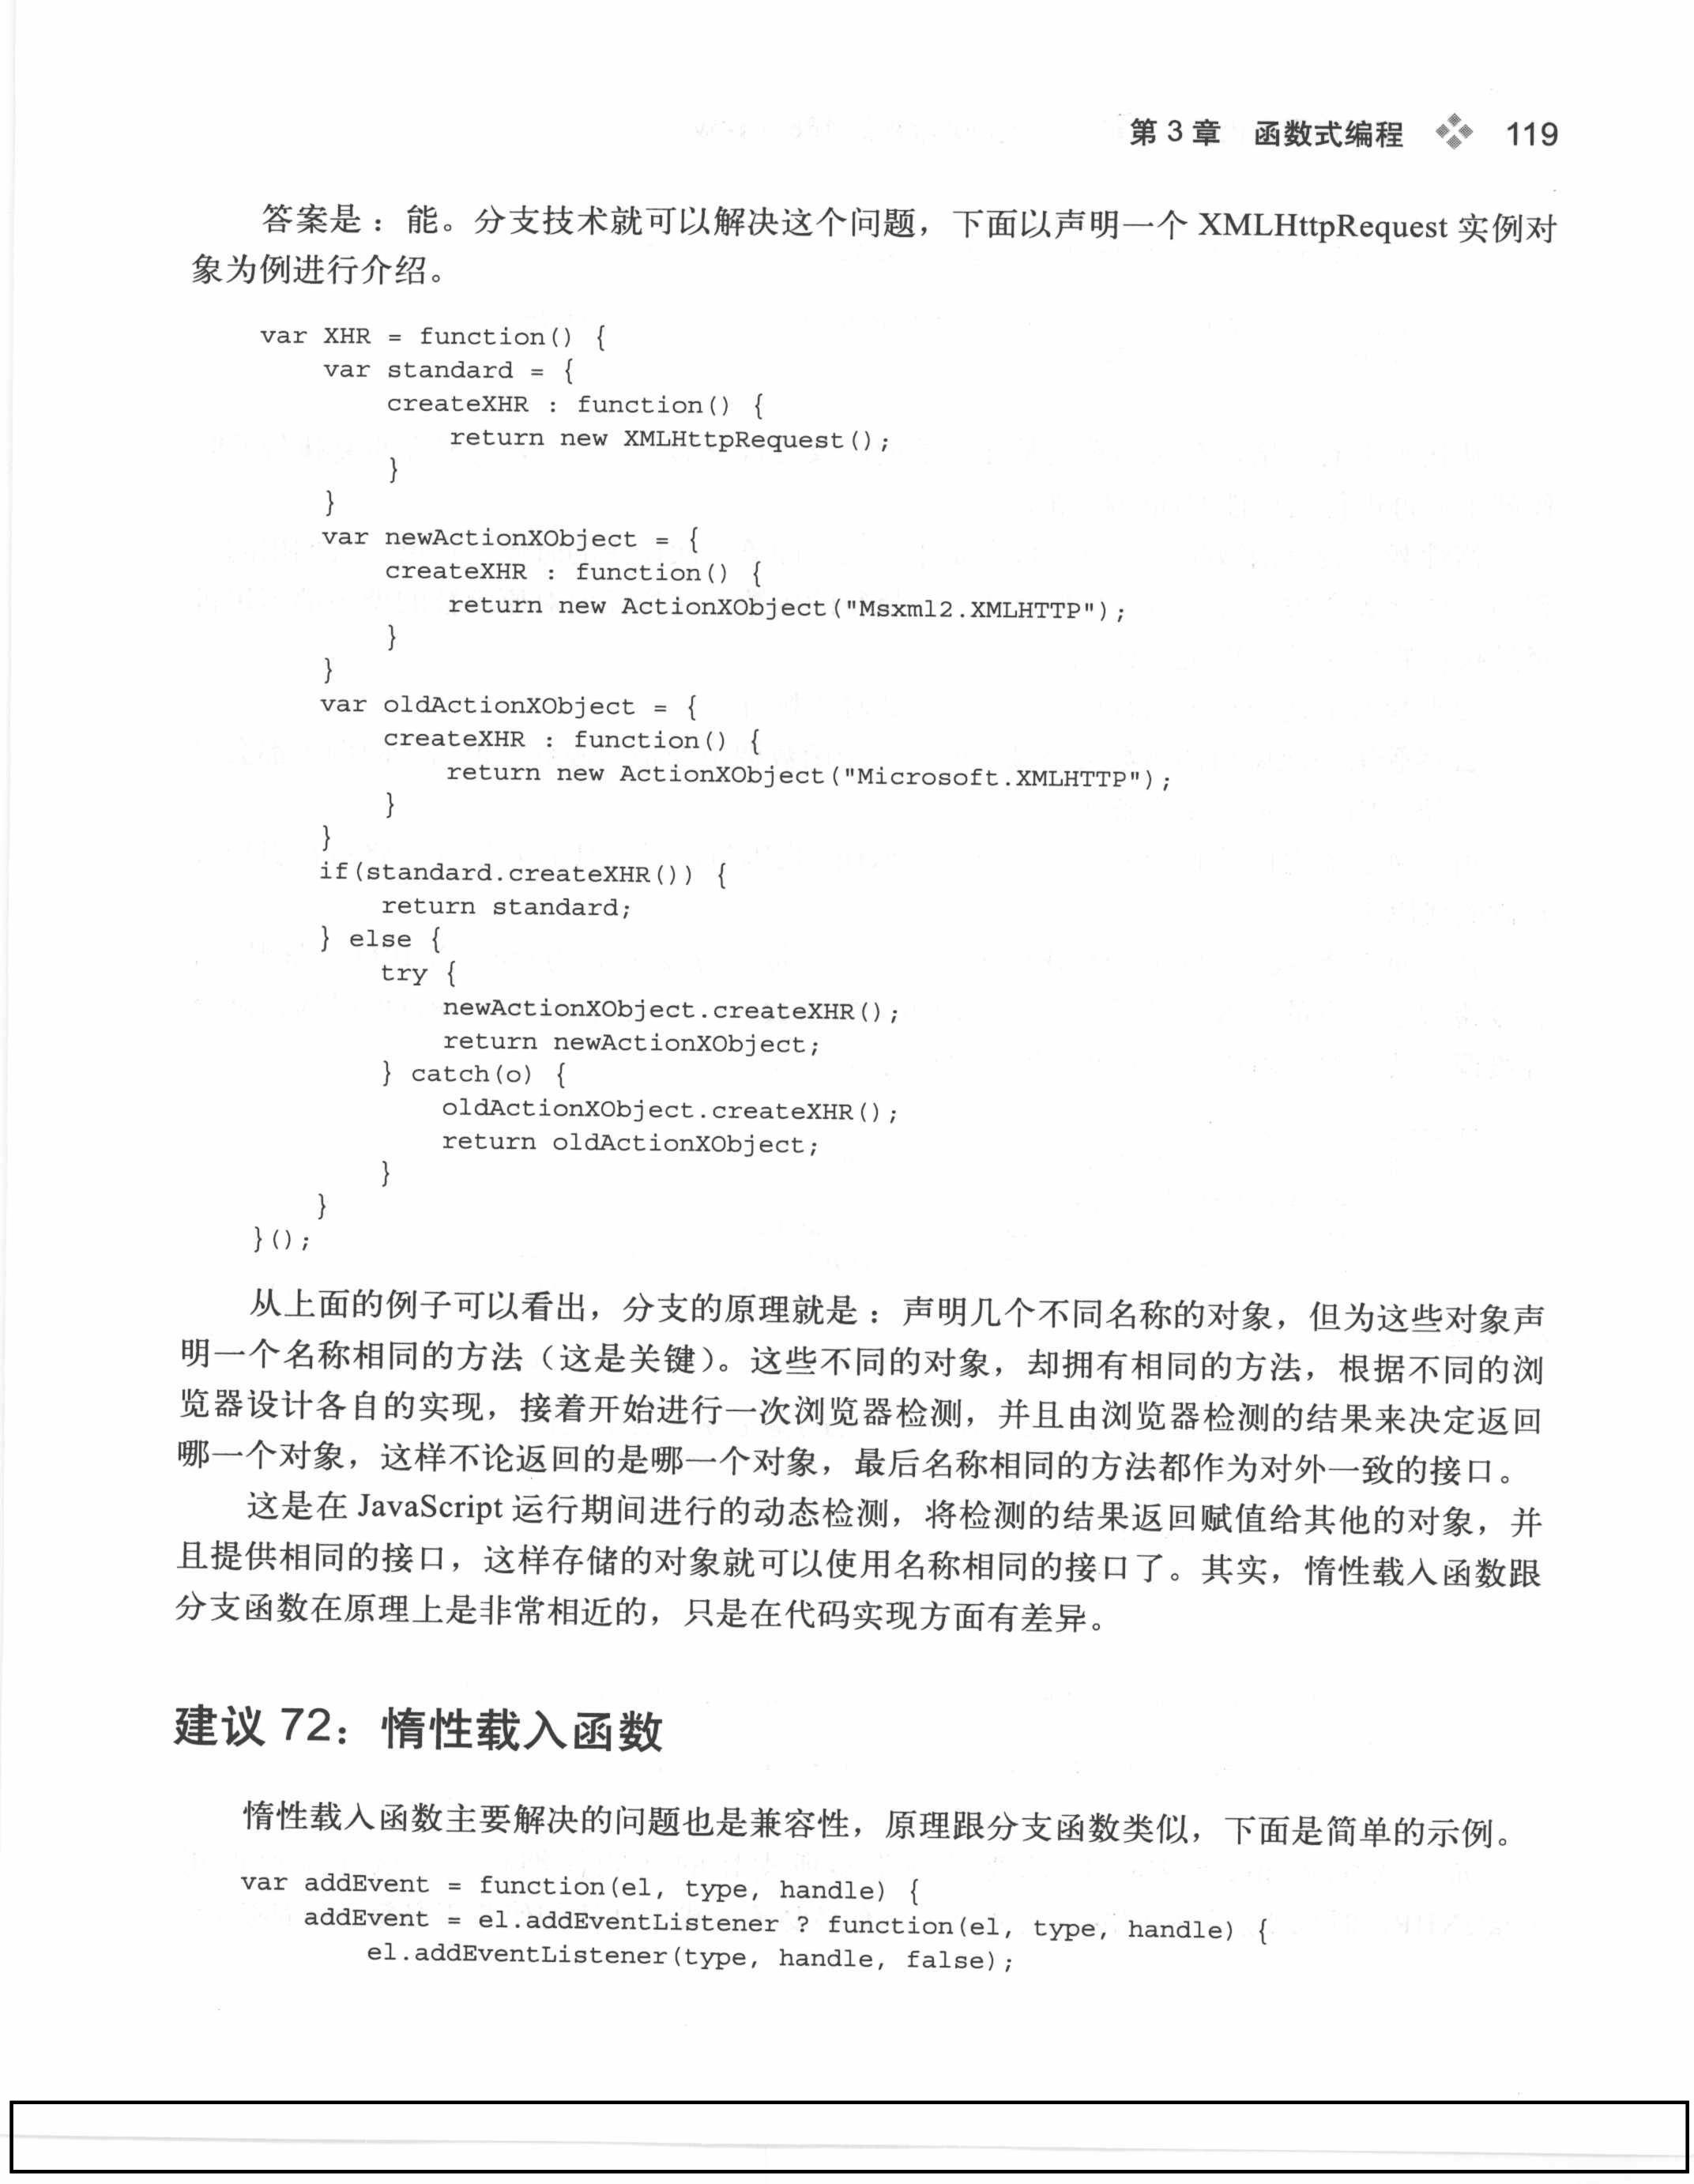 第 3 章　函数式编程　119
答案是：能。分支技术就可以解决这个问题，下面以声明一个 XMLHttpRequest 实例对
象为例进行介绍。
var XHR = function() {
    var standard = {
        createXHR : function() {
            return new XMLHttpRequest();
        }
    }
    var newActionXObject = {
        createXHR : function() {
            return new ActionXObject("Msxml2.XMLHTTP");
        }
    }
    var oldActionXObject = {
        createXHR : function() {
            return new ActionXObject("Microsoft.XMLHTTP");
        }
    }
    if(standard.createXHR()) {
        return standard;
    } else {
        try {
            newActionXObject.createXHR();
            return newActionXObject;
        } catch(o) {
            oldActionXObject.createXHR();
            return oldActionXObject;
        }
    }
}();
从上面的例子可以看出，分支的原理就是：声明几个不同名称的对象，但为这些对象声
明一个名称相同的方法（这是关键）。这些不同的对象，却拥有相同的方法，根据不同的浏
览器设计各自的实现，接着开始进行一次浏览器检测，并且由浏览器检测的结果来决定返回
哪一个对象，这样不论返回的是哪一个对象，最后名称相同的方法都作为对外一致的接口。
这是在 JavaScript 运行期间进行的动态检测，将检测的结果返回赋值给其他的对象，并
且提供相同的接口，这样存储的对象就可以使用名称相同的接口了。其实，惰性载入函数跟
分支函数在原理上是非常相近的，只是在代码实现方面有差异。
建议 72：惰性载入函数
惰性载入函数主要解决的问题也是兼容性，原理跟分支函数类似，下面是简单的示例。
var addEvent = function(el, type, handle) {
    addEvent = el.addEventListener ? function(el, type, handle) {
        el.addEventListener(type, handle, false);